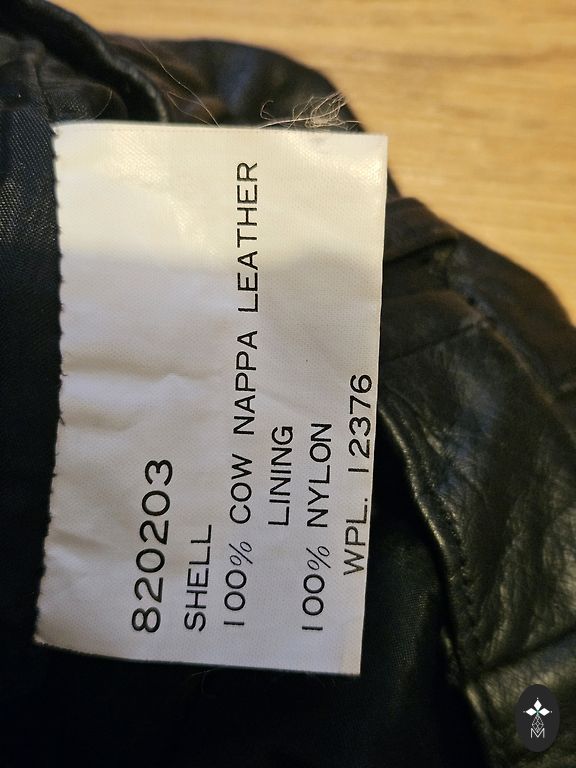 820203
SHELL
100% COW NAPPA LEATHER
LINING
100% NYLON
WPL. 12376
M